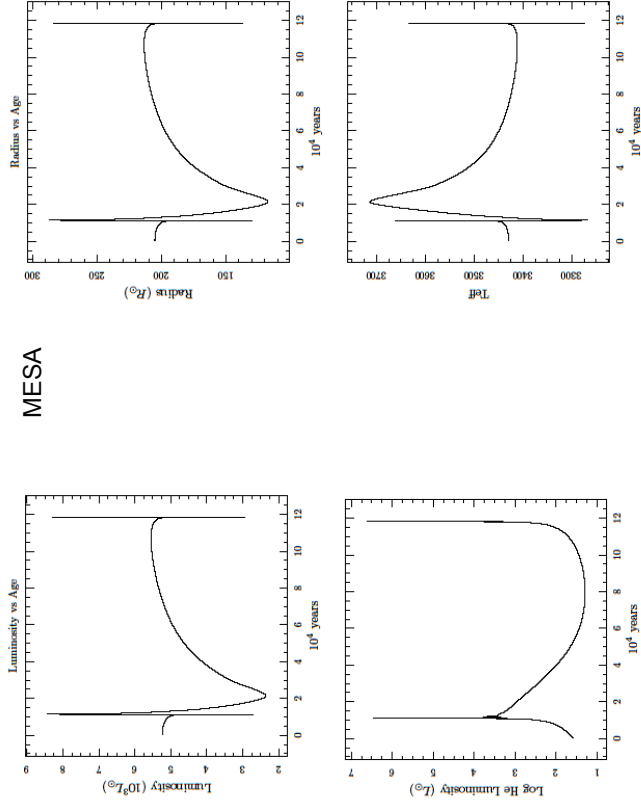 MESA
Luminosity vs Age
Luminosity (10³L⊙)
9
8
7
6
5
4
3
2
0 2 4 6 8 10 12
10⁴ years
Radius vs Age
Radius (R⊙)
300
250
200
150
0 2 4 6 8 10 12
10⁴ years
Log He Luminosity (L⊙)
7
6
5
4
3
2
1
0 2 4 6 8 10 12
10⁴ years
Teff
3700
3600
3500
3400
3300
0 2 4 6 8 10 12
10⁴ years